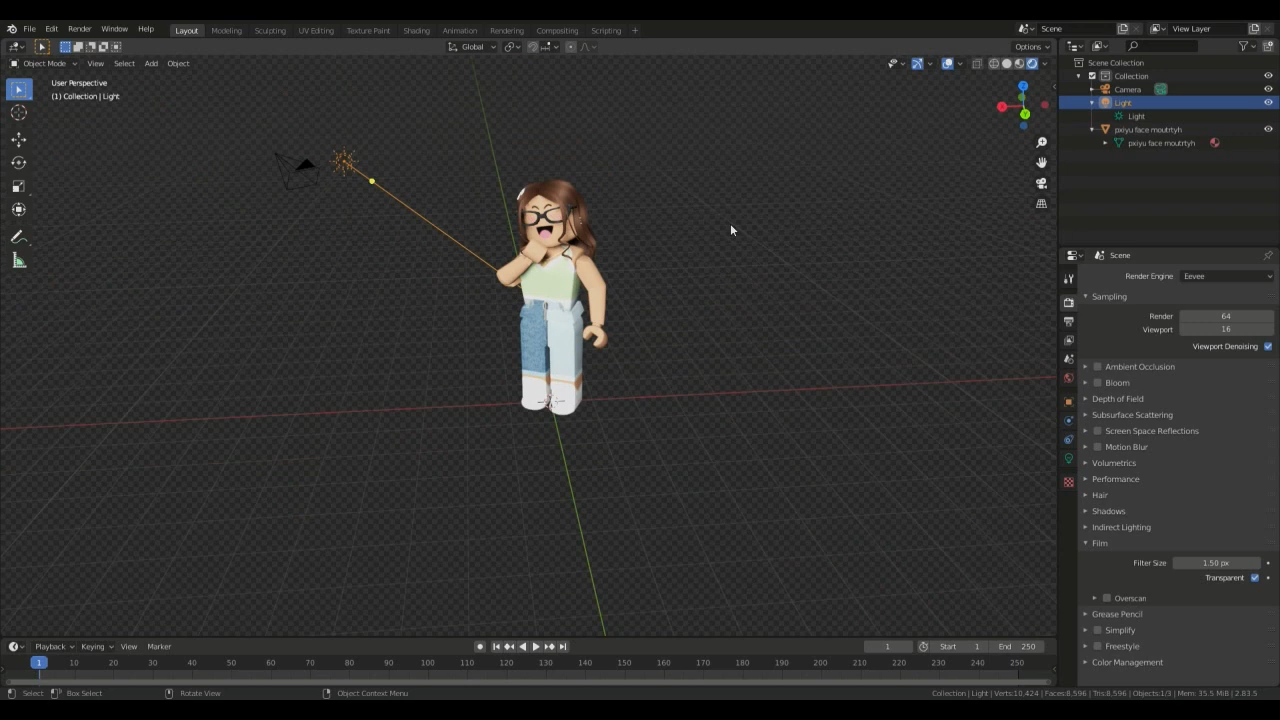 File Edit Render Window Help Layout Modeling Sculpting UV Editing Texture Paint Shading Animation Rendering Compositing Scripting + Scene View Layer
Global Options
Object Mode View Select Add Object
User Perspective
(1) Collection | Light
Scene Collection
Collection
Camera
Light
Light
pxiyu face moutrtyh
pxiyu face moutrtyh
Scene
Render Engine Eevee
Sampling
Render 64
Viewport 16
Viewport Denoising
Ambient Occlusion
Bloom
Depth of Field
Subsurface Scattering
Screen Space Reflections
Motion Blur
Volumetrics
Performance
Hair
Shadows
Indirect Lighting
Film
Filter Size 1.50 px
Transparent
Overscan
Grease Pencil
Simplify
Freestyle
Color Management
Playback Keying View Marker 1 Start 1 End 250
1 10 20 30 40 50 60 70 80 90 100 110 120 130 140 150 160 170 180 190 200 210 220 230 240 250
Select Box Select Rotate View Object Context Menu Collection | Light | Verts:10,424 | Faces:8,596 | Tris:8,596 | Objects:1/3 | Mem: 35.5 MiB | 2.83.5